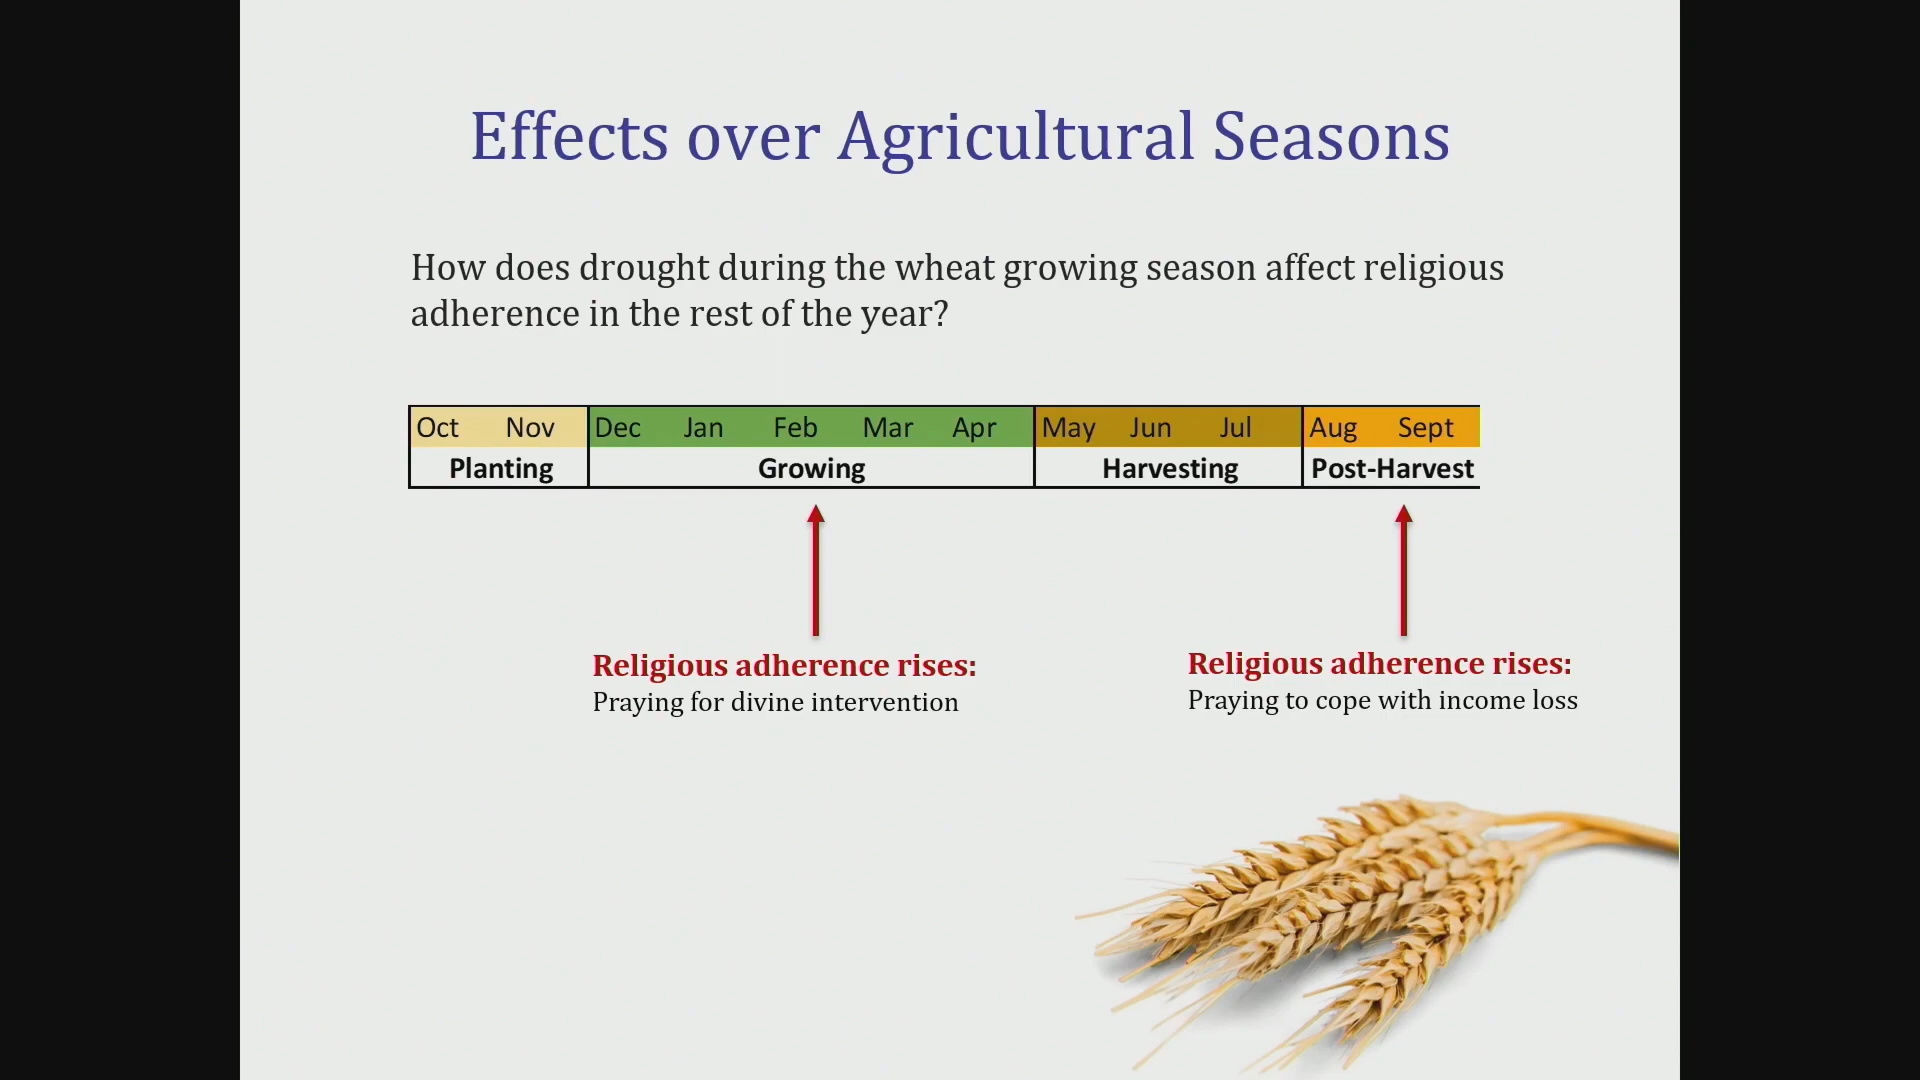 Effects over Agricultural Seasons
How does drought during the wheat growing season affect religious
adherence in the rest of the year?
Oct Nov Dec Jan Feb Mar Apr May Jun Jul Aug Sept
Planting Growing Harvesting Post-Harvest
Religious adherence rises:
Praying for divine intervention
Religious adherence rises:
Praying to cope with income loss